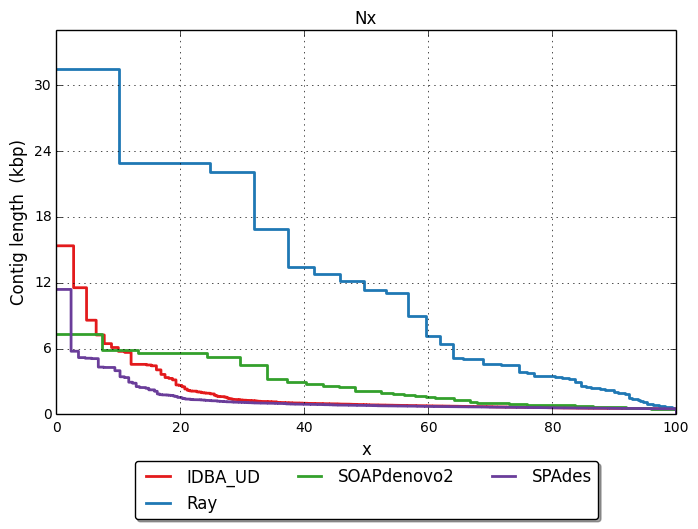 Nx
30
24
18
12
6
0
Contig length (kbp)
0 20 40 60 80 100
x
IDBA_UD SOAPdenovo2 SPAdes
Ray